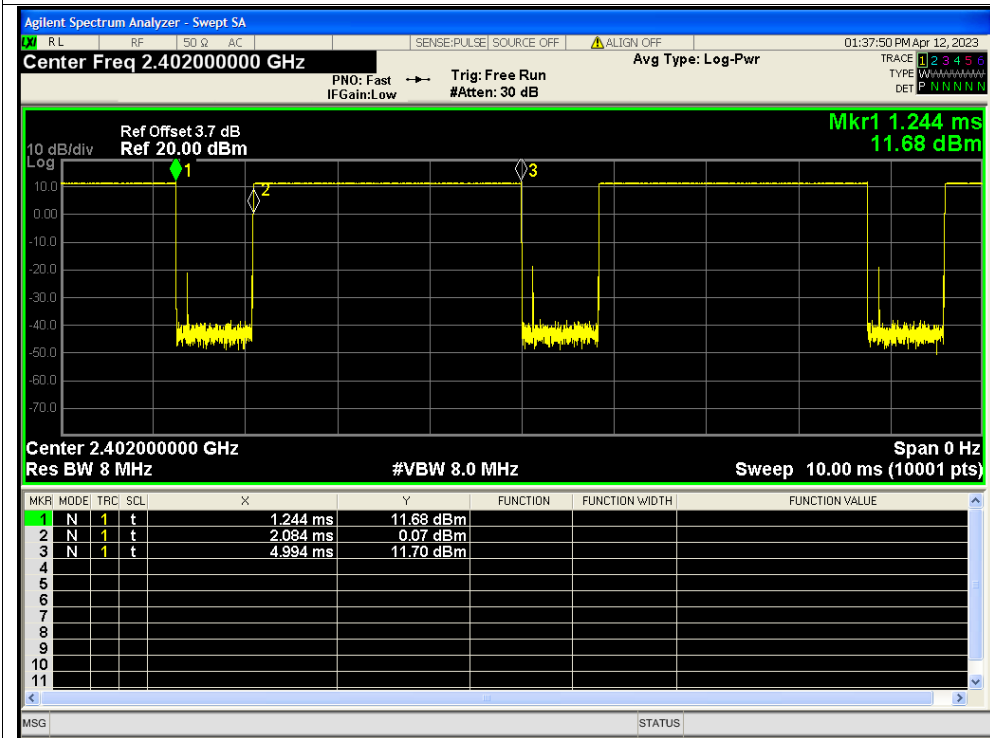 Agilent Spectrum Analyzer - Swept SA
LXI RL RF 50 Ω AC SENSE:PULSE SOURCE OFF ALIGN OFF 01:37:50 PM Apr 12, 2023
Center Freq 2.402000000 GHz
PNO: Fast
IFGain:Low
Trig: Free Run
#Atten: 30 dB
Avg Type: Log-Pwr
TRACE 1 2 3 4 5 6
TYPE W
DET P N N N N N
Mkr1 1.244 ms
11.68 dBm
Ref Offset 3.7 dB
10 dB/div Ref 20.00 dBm
Log
1
3
10.0
2
0.00
-10.0
-20.0
-30.0
-40.0
-50.0
-60.0
-70.0
Center 2.402000000 GHz Span 0 Hz
Res BW 8 MHz #VBW 8.0 MHz Sweep 10.00 ms (10001 pts)
MKR MODE TRC SCL X Y FUNCTION FUNCTION WIDTH FUNCTION VALUE
1 N 1 t 1.244 ms 11.68 dBm
2 N 1 t 2.084 ms 0.07 dBm
3 N 1 t 4.994 ms 11.70 dBm
4
5
6
7
8
9
10
11
MSG STATUS